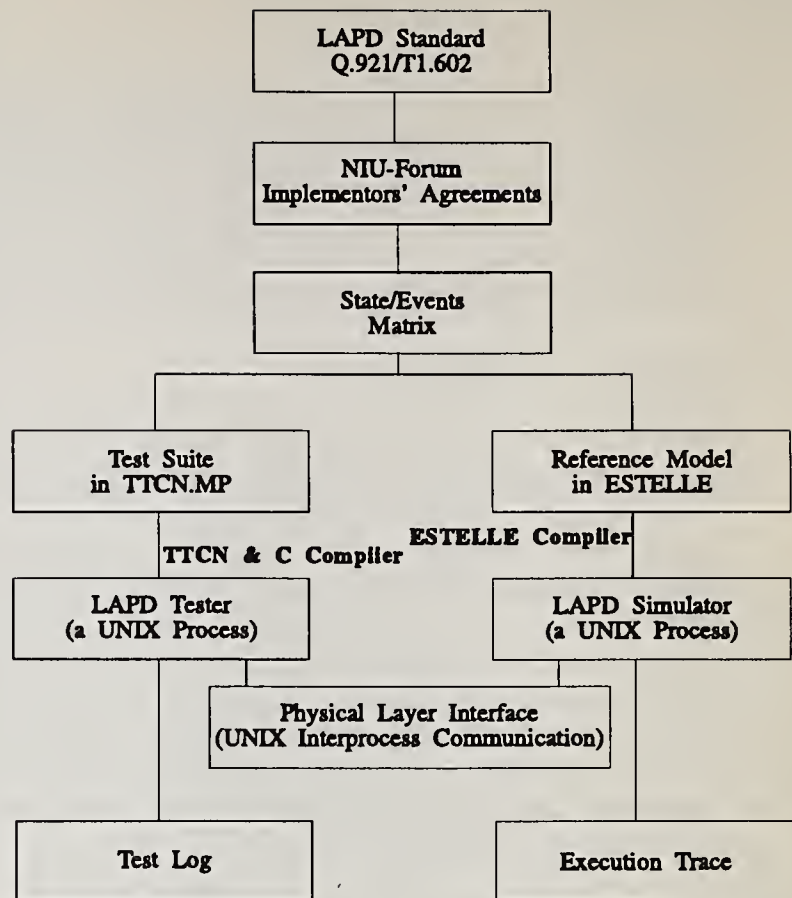 LAPD Standard
Q.921/T1.602
NIU-Forum
Implementors' Agreements
State/Events
Matrix
Test Suite
in TTCN.MP
Reference Model
in ESTELLE
TTCN & C Compiler
ESTELLE Compiler
LAPD Tester
(a UNIX Process)
LAPD Simulator
(a UNIX Process)
Physical Layer Interface
(UNIX Interprocess Communication)
Test Log
Execution Trace